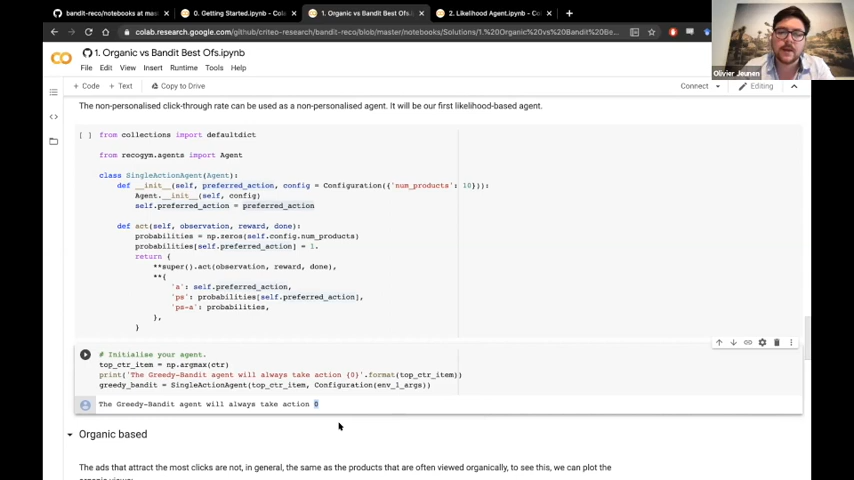 bandit-reco/notebooks at mas
0. Getting Started.ipynb - Colab
1. Organic vs Bandit Best Ofs.i
2. Likelihood Agent.ipynb - Col
colab.research.google.com/github/criteo-research/bandit-reco/blob/master/notebooks/Solutions/1.%20Organic%20vs%20Bandit%20Be...
Olivier Jeunen
1. Organic vs Bandit Best Ofs.ipynb
File Edit View Insert Runtime Tools Help
+ Code + Text Copy to Drive Connect Editing
The non-personalised click-through rate can be used as a non-personalised agent. It will be our first likelihood-based agent.
[ ] from collections import defaultdict
from recogym.agents import Agent
class SingleActionAgent(Agent):
def __init__(self, preferred_action, config = Configuration({'num_products': 10})):
Agent.__init__(self, config)
self.preferred_action = preferred_action
def act(self, observation, reward, done):
probabilities = np.zeros(self.config.num_products)
probabilities[self.preferred_action] = 1.
return {
**super().act(observation, reward, done),
**{
'a': self.preferred_action,
'ps': probabilities[self.preferred_action],
'ps-a': probabilities,
},
}
# Initialise your agent.
top_ctr_item = np.argmax(ctr)
print('The Greedy-Bandit agent will always take action {0}'.format(top_ctr_item))
greedy_bandit = SingleActionAgent(top_ctr_item, Configuration(env_1_args))
The Greedy-Bandit agent will always take action 0
Organic based
The ads that attract the most clicks are not, in general, the same as the products that are often viewed organically, to see this, we can plot the
organic views: